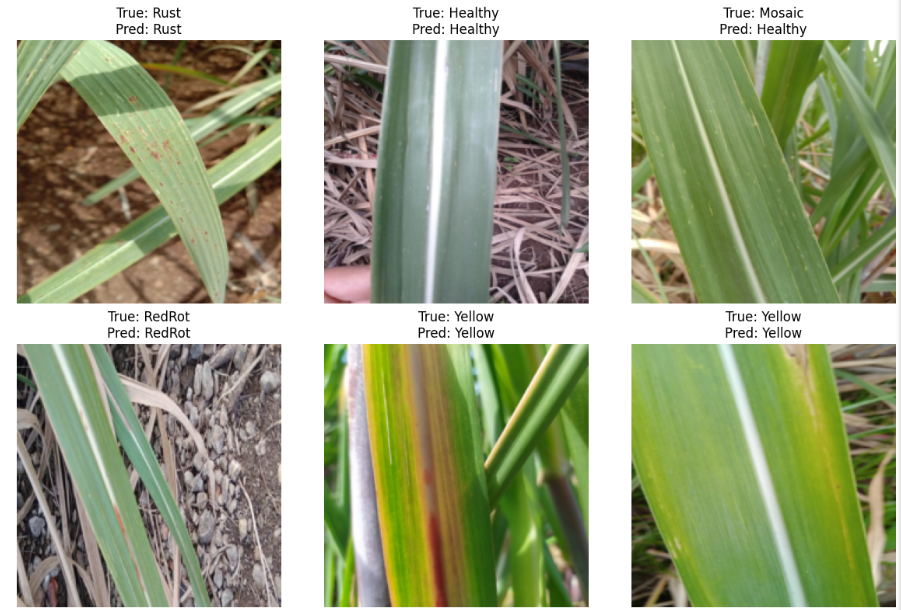 True: Rust
Pred: Rust
True: Healthy
Pred: Healthy
True: Mosaic
Pred: Healthy
True: RedRot
Pred: RedRot
True: Yellow
Pred: Yellow
True: Yellow
Pred: Yellow